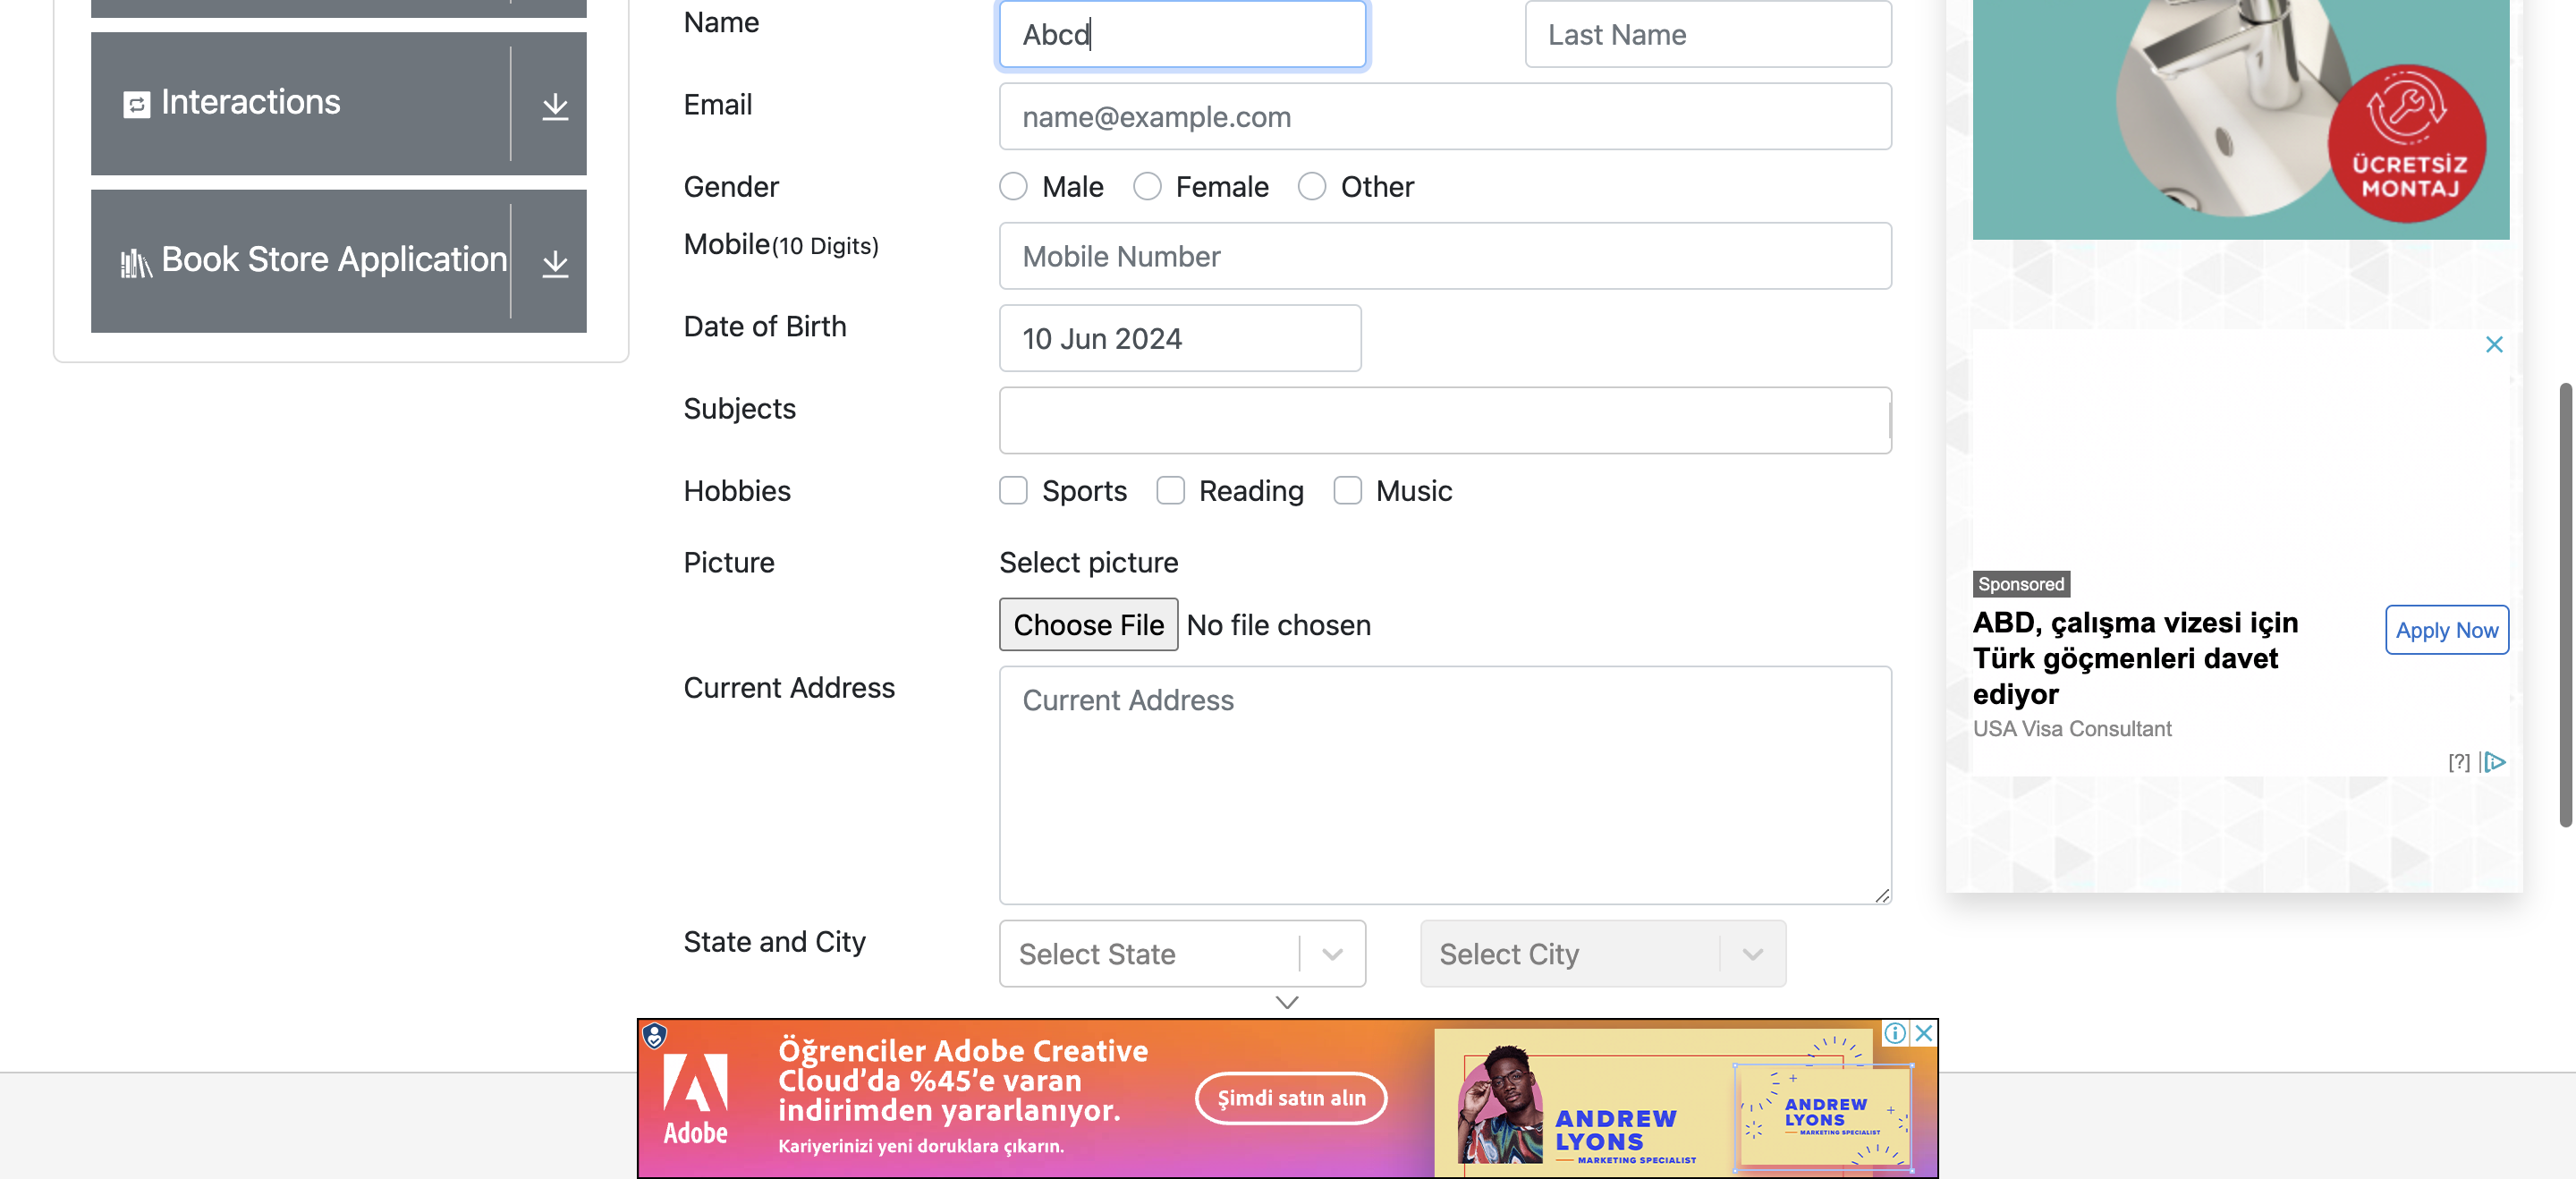 Interactions
Book Store Application
Name
Abcd
Last Name
Email
name@example.com
Gender
Male
Female
Other
Mobile(10 Digits)
Mobile Number
Date of Birth
10 Jun 2024
Subjects
Hobbies
Sports
Reading
Music
Picture
Select picture
Choose File No file chosen
Current Address
Current Address
State and City
Select State
Select City
ÜCRETSİZ
MONTAJ
Sponsored
ABD, çalışma vizesi için
Türk göçmenleri davet
ediyor
Apply Now
USA Visa Consultant
[?]
Adobe
Öğrenciler Adobe Creative
Cloud’da %45’e varan
indirimden yararlanıyor.
Kariyerinizi yeni doruklara çıkarın.
Şimdi satın alın
ANDREW
LYONS
MARKETING SPECIALIST
ANDREW
LYONS
MARKETING SPECIALIST